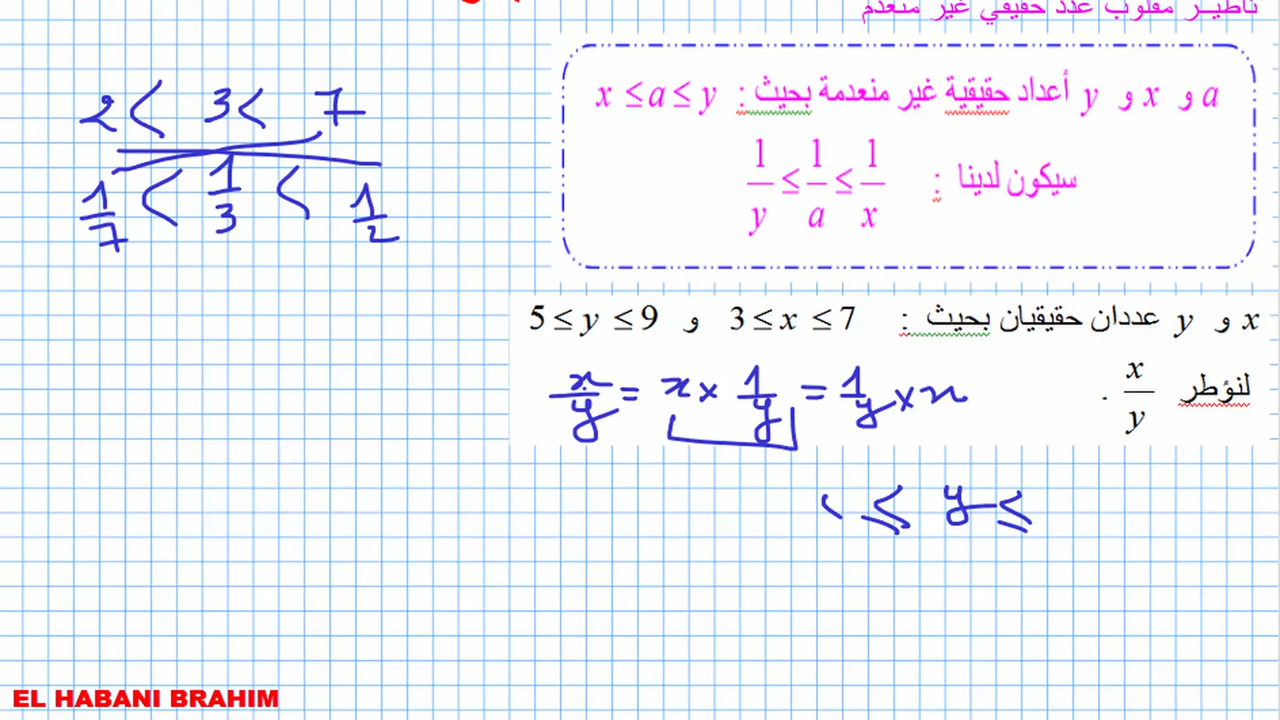 تأطيـر مقلوب عدد حقيقي غير منعدم
a و x و y أعداد حقيقية غير منعدمة بحيث : x ≤ a ≤ y
سيكون لدينا : 1/y ≤ 1/a ≤ 1/x
2 < 3 < 7
1/7 < 1/3 < 1/2
x و y عددان حقيقيان بحيث : 3 ≤ x ≤ 7 و 5 ≤ y ≤ 9
لنؤطر x/y .
x/y = x × 1/y = 1/y × x
≤ y ≤
EL HABANI BRAHIM